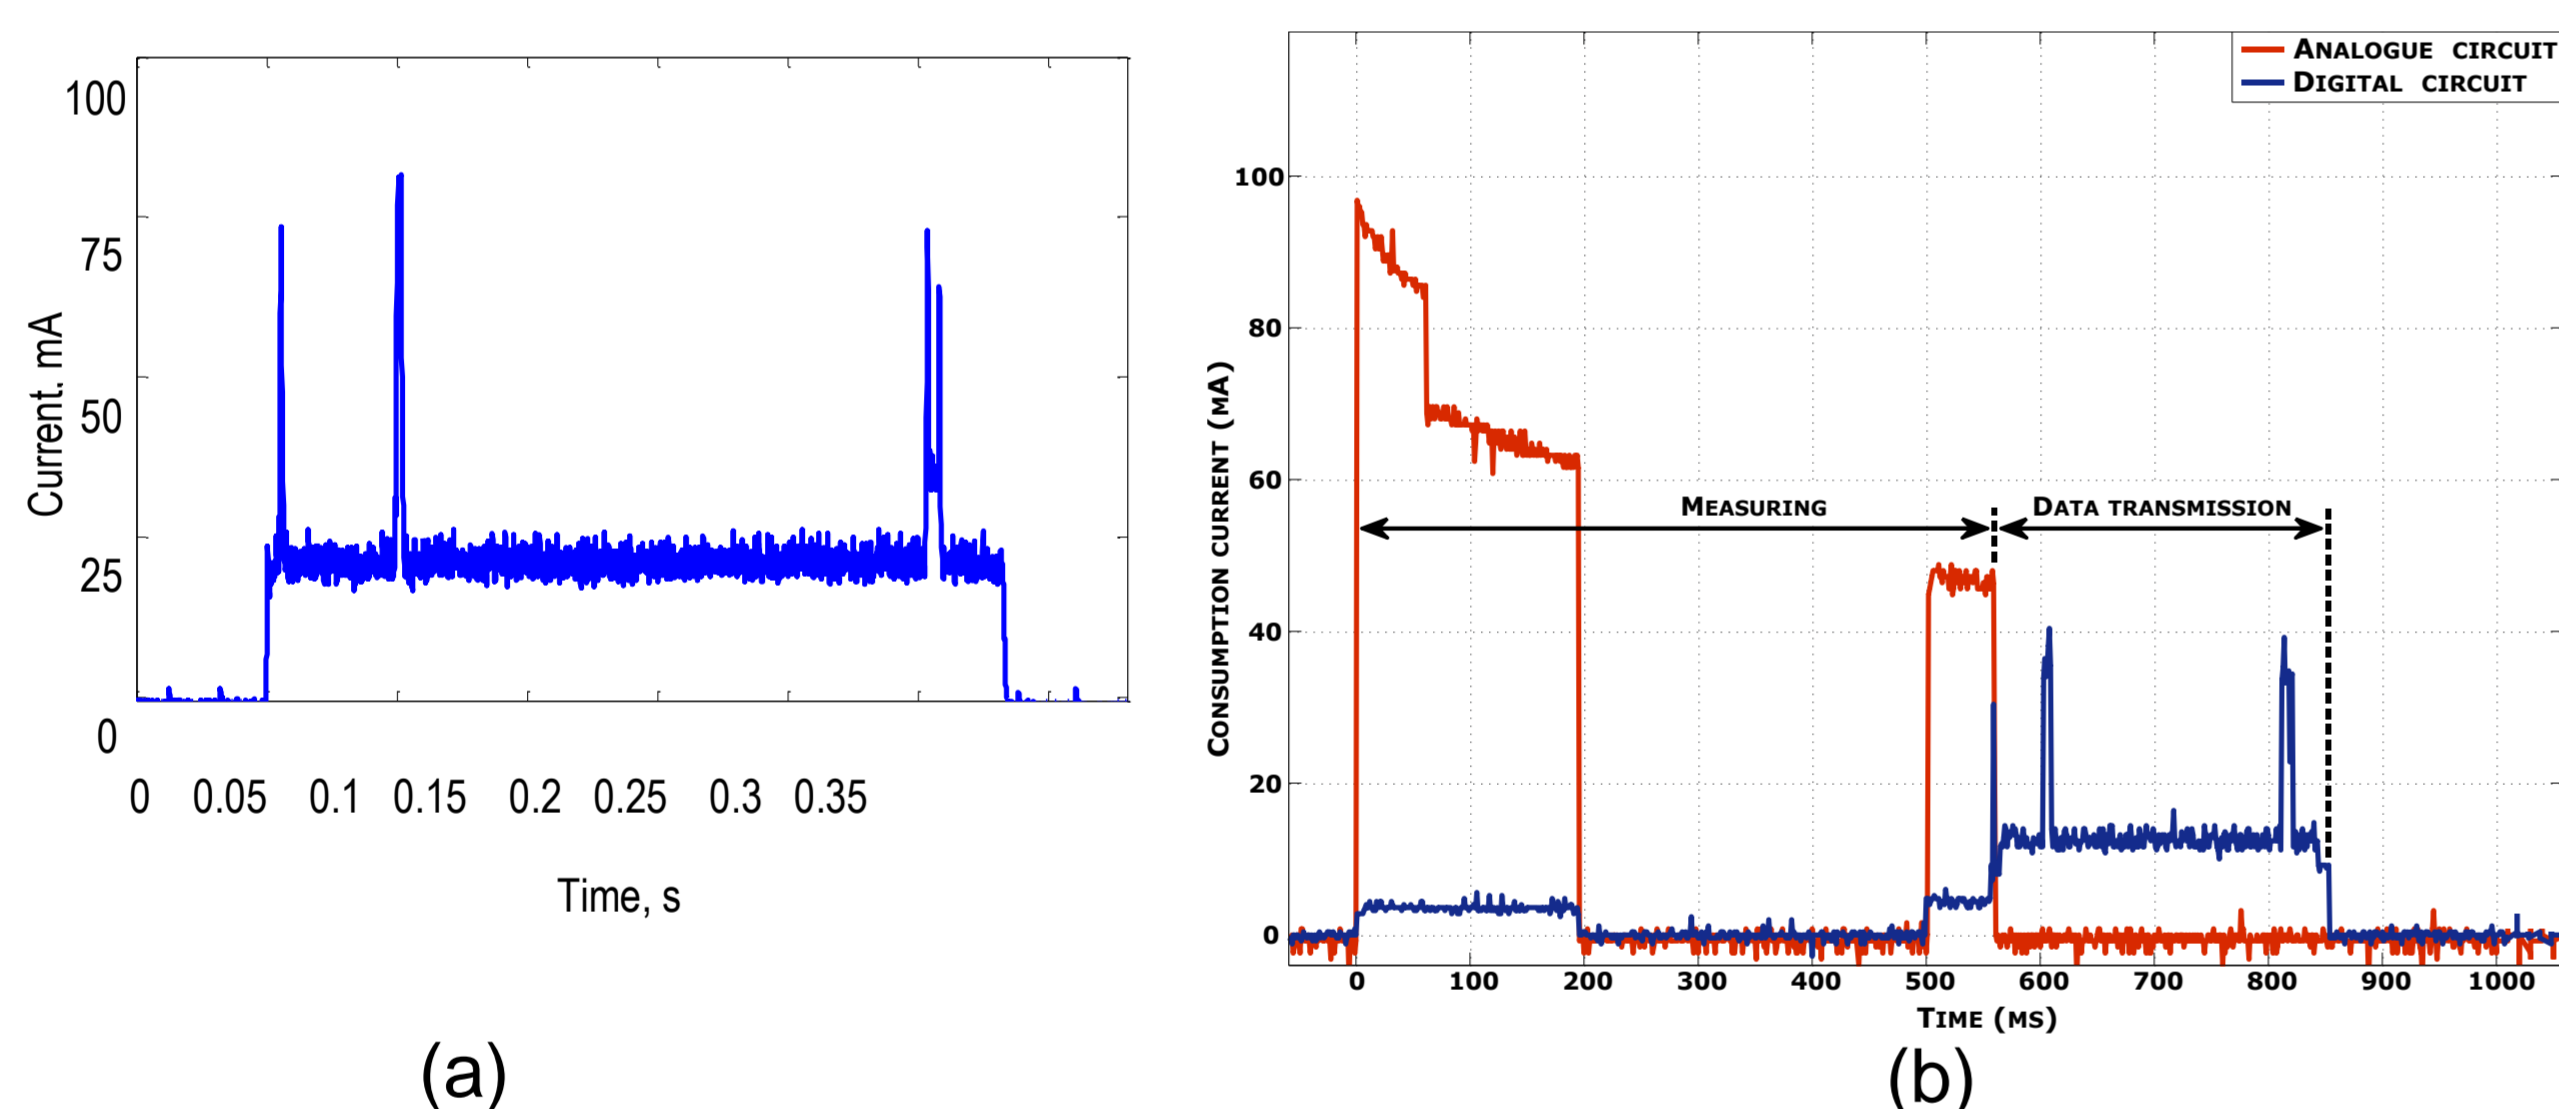 100
75
50
25
0
Current. mA
0 0.05 0.1 0.15 0.2 0.25 0.3 0.35
Time, s
(a)
ANALOGUE CIRCUIT
DIGITAL CIRCUIT
100
80
60
40
20
0
CONSUMPTION CURRENT (MA)
MEASURING
DATA TRANSMISSION
0 100 200 300 400 500 600 700 800 900 1000
TIME (MS)
(b)